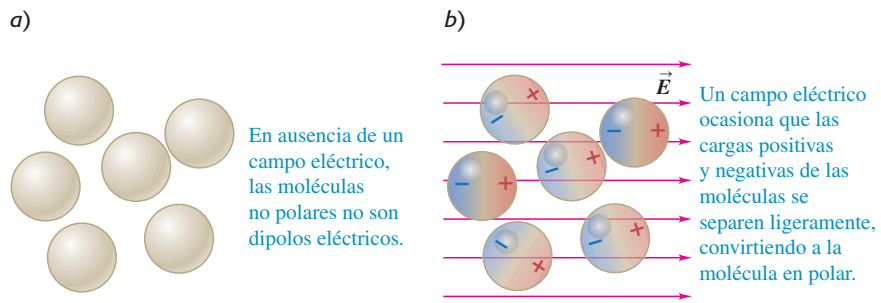 a)
En ausencia de un
campo eléctrico,
las moléculas
no polares no son
dipolos eléctricos.
b)
E
Un campo eléctrico
ocasiona que las
cargas positivas
y negativas de las
moléculas se
separen ligeramente,
convirtiendo a la
molécula en polar.
− +
− +
− +
− +
− +
− +